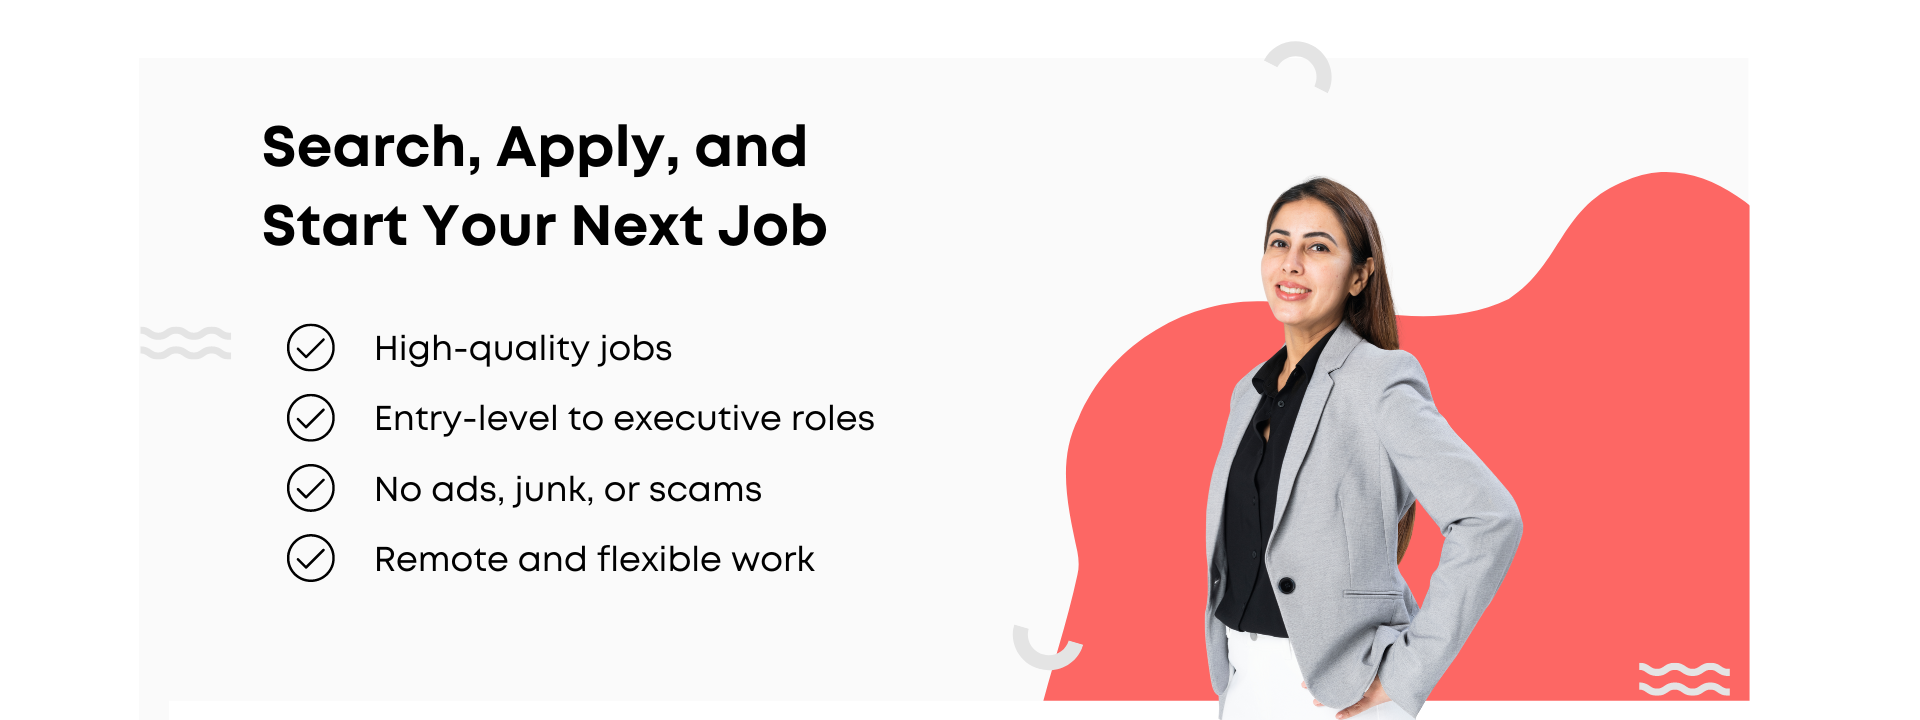 Search, Apply, and
Start Your Next Job
High-quality jobs
Entry-level to executive roles
No ads, junk, or scams
Remote and flexible work